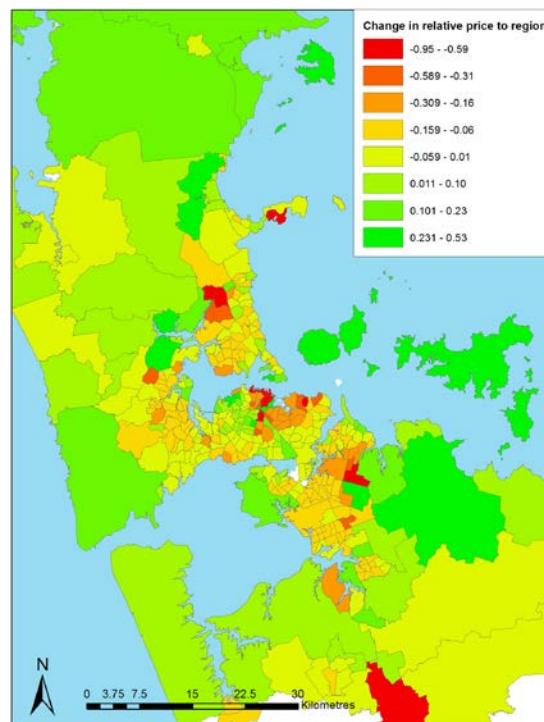 Change in relative price to region
-0.95 - -0.59
-0.589 - -0.31
-0.309 - -0.16
-0.159 - -0.06
-0.059 - 0.01
0.011 - 0.10
0.101 - 0.23
0.231 - 0.53
N
0 3.75 7.5 15 22.5 30
Kilometres